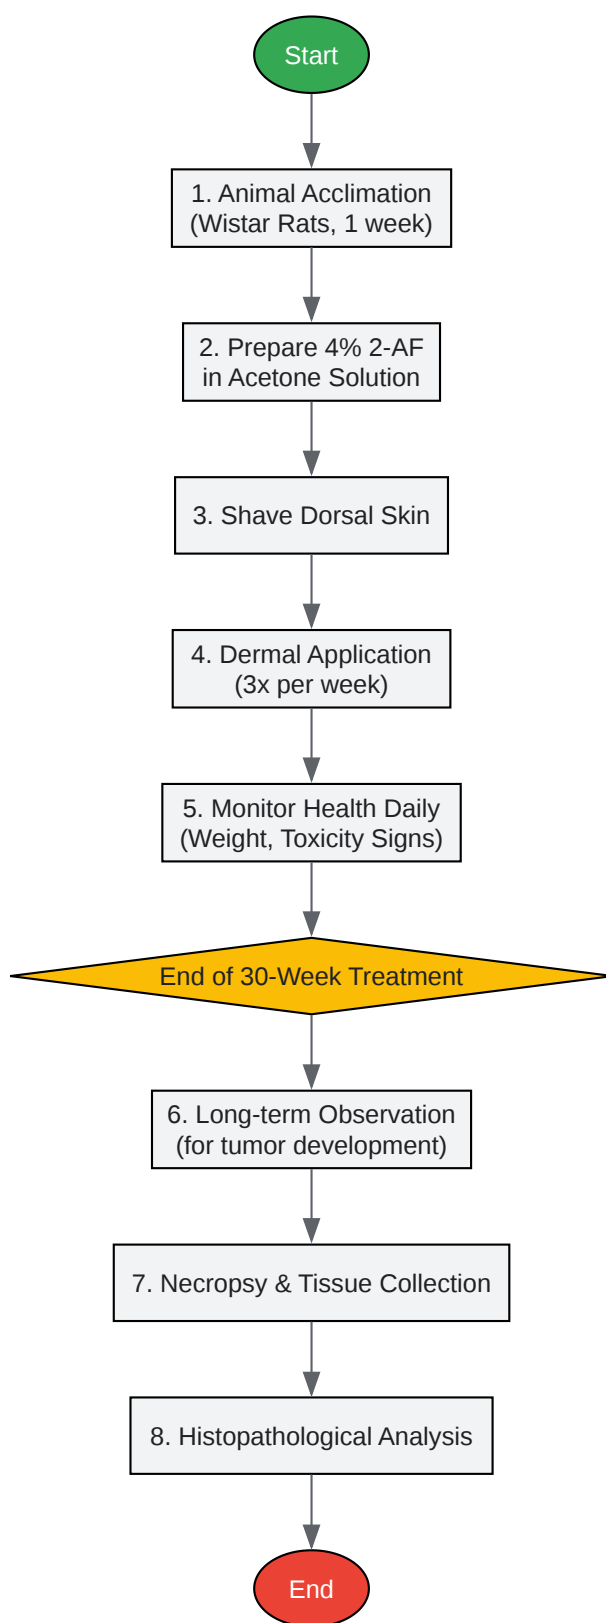 Start
1. Animal Acclimation
(Wistar Rats, 1 week)
2. Prepare 4% 2-AF
in Acetone Solution
3. Shave Dorsal Skin
4. Dermal Application
(3x per week)
5. Monitor Health Daily
(Weight, Toxicity Signs)
End of 30-Week Treatment
6. Long-term Observation
(for tumor development)
7. Necropsy & Tissue Collection
8. Histopathological Analysis
End